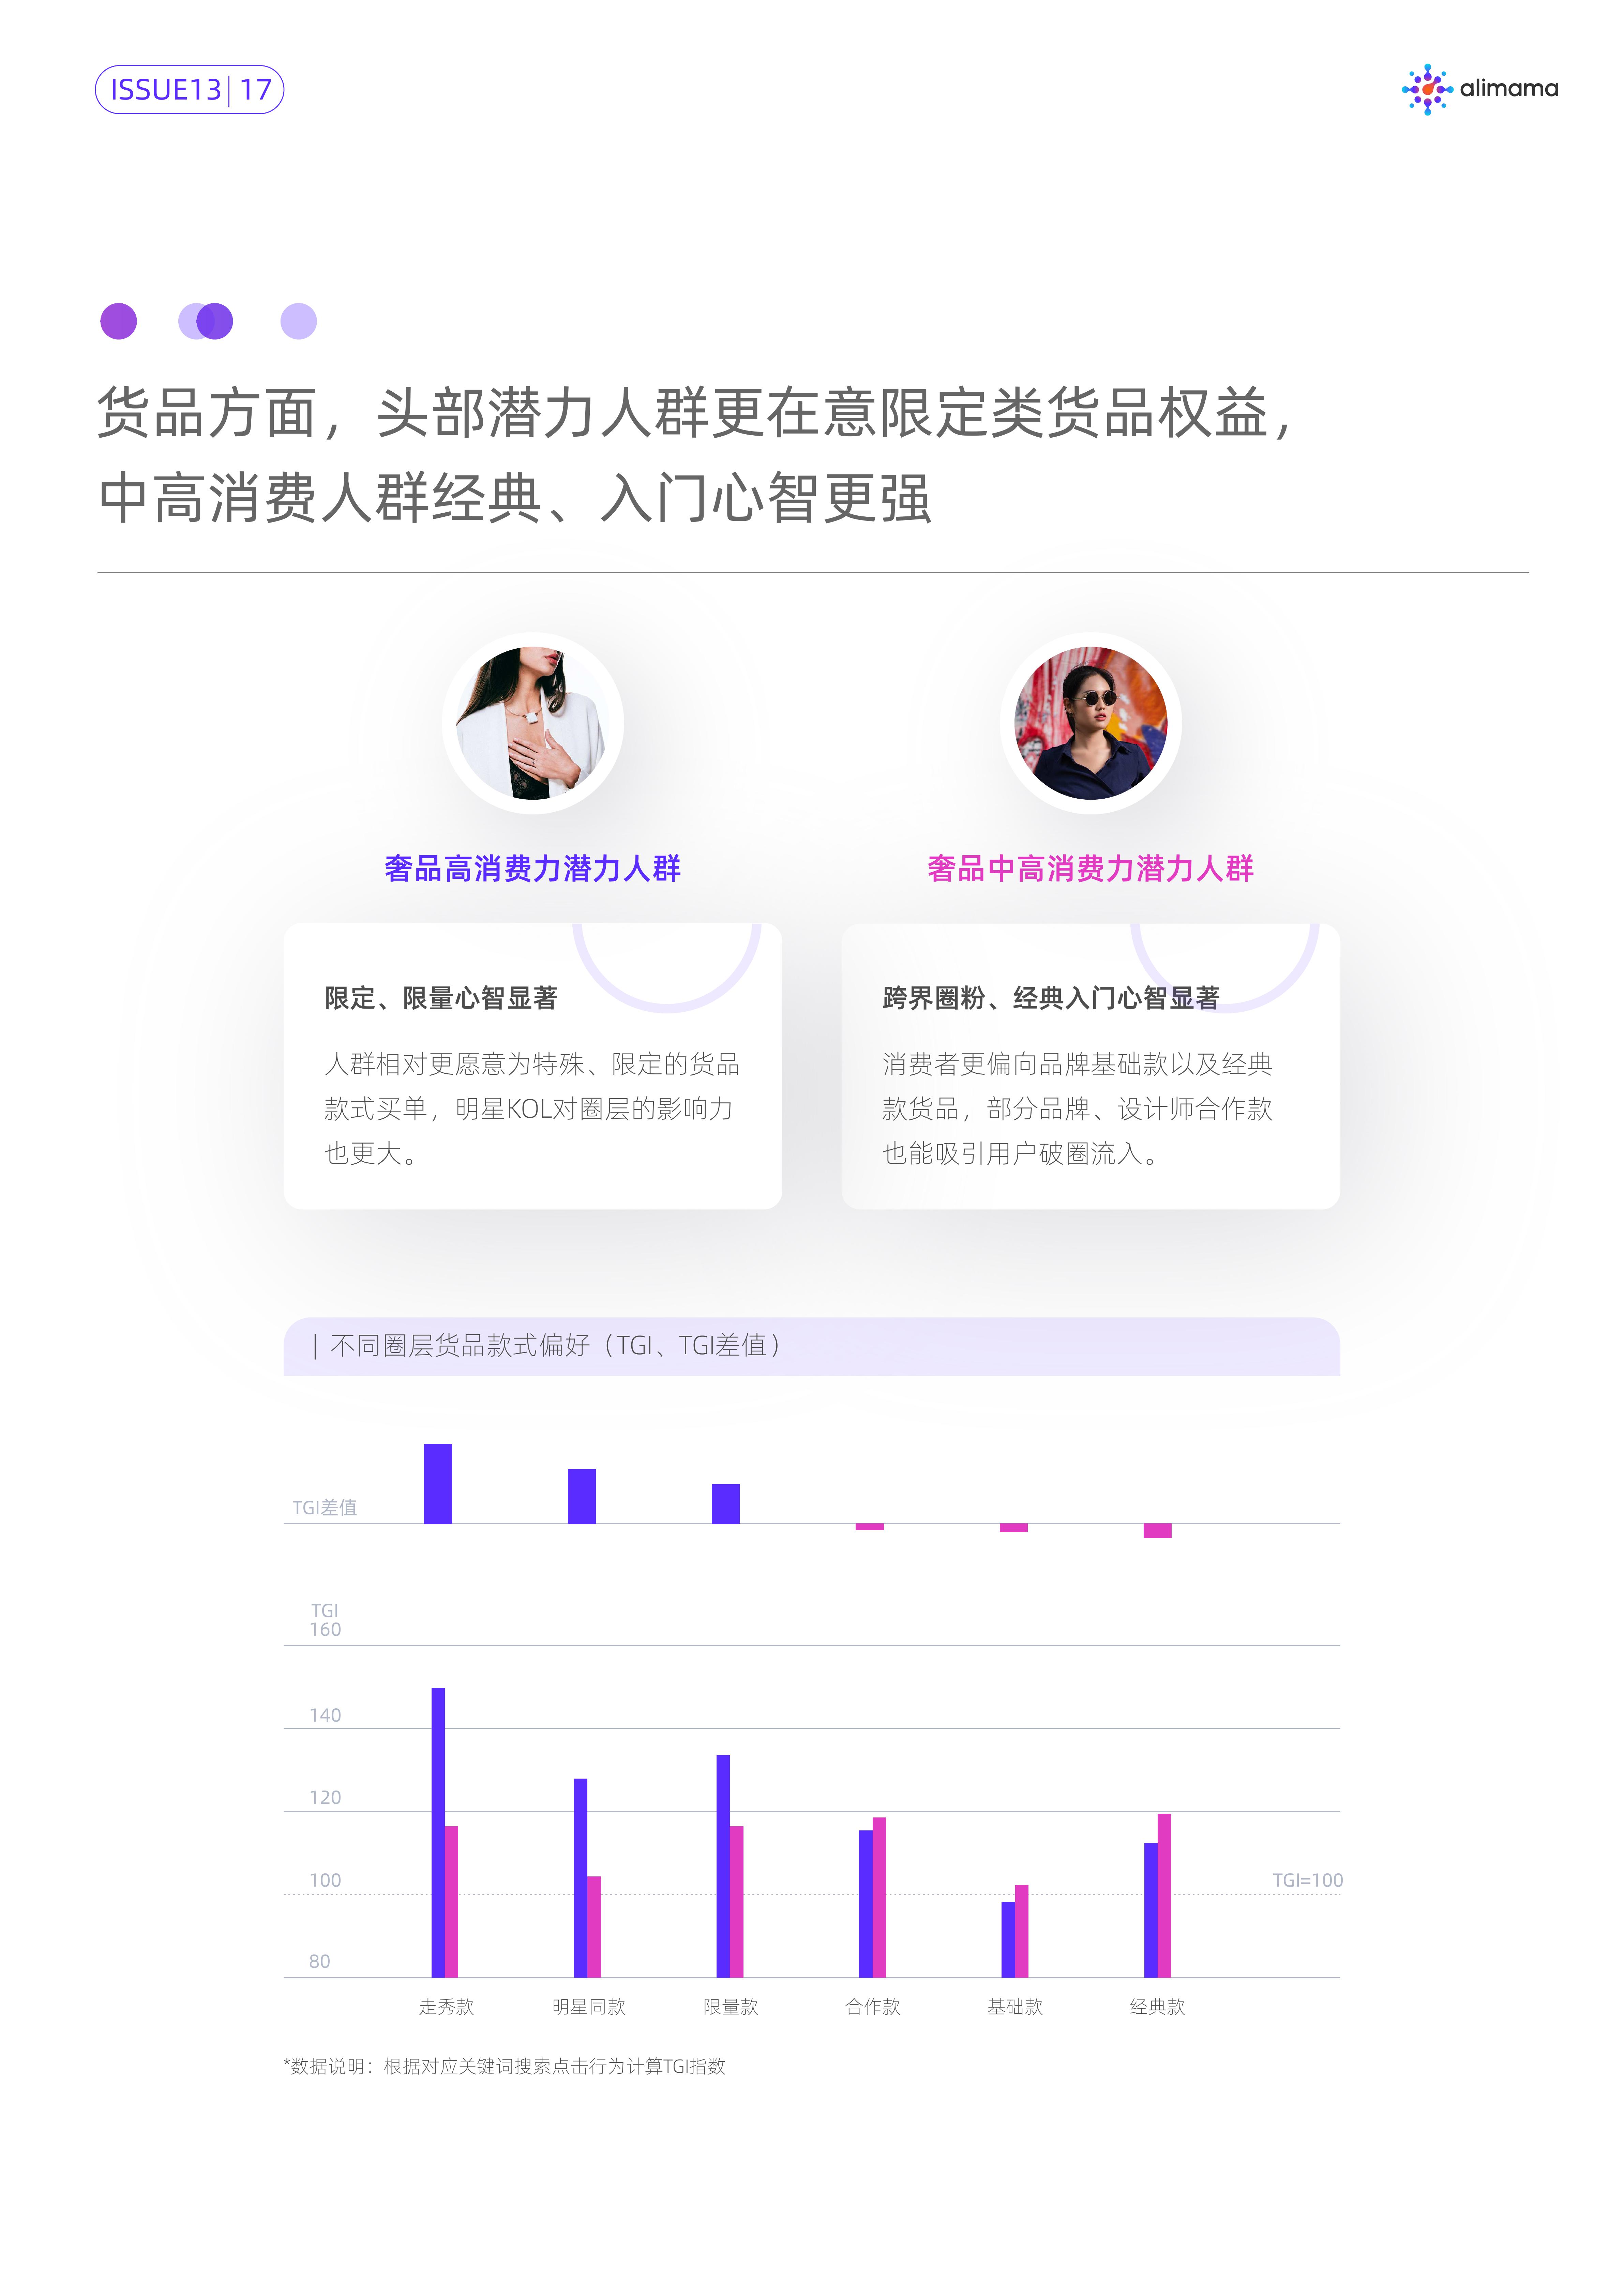 ISSUE13| 17
alimama
货品方面，头部潜力人群更在意限定类货品权益，
中高消费人群经典、入门心智更强
奢品高消费力潜力人群
限定、限量心智显著
人群相对更愿意为特殊、限定的货品
款式买单，明星KOL对圈层的影响力
也更大。
奢品中高消费力潜力人群
跨界圈粉、经典入门心智显著
消费者更偏向品牌基础款以及经典
款货品，部分品牌、设计师合作款
也能吸引用户破圈流入。
| 不同圈层货品款式偏好（TGI、TGI差值）
TGI差值
TGI
160
140
120
100
TGI=100
80
走秀款 明星同款 限量款 合作款 基础款 经典款
*数据说明：根据对应关键词搜索点击行为计算TGI指数